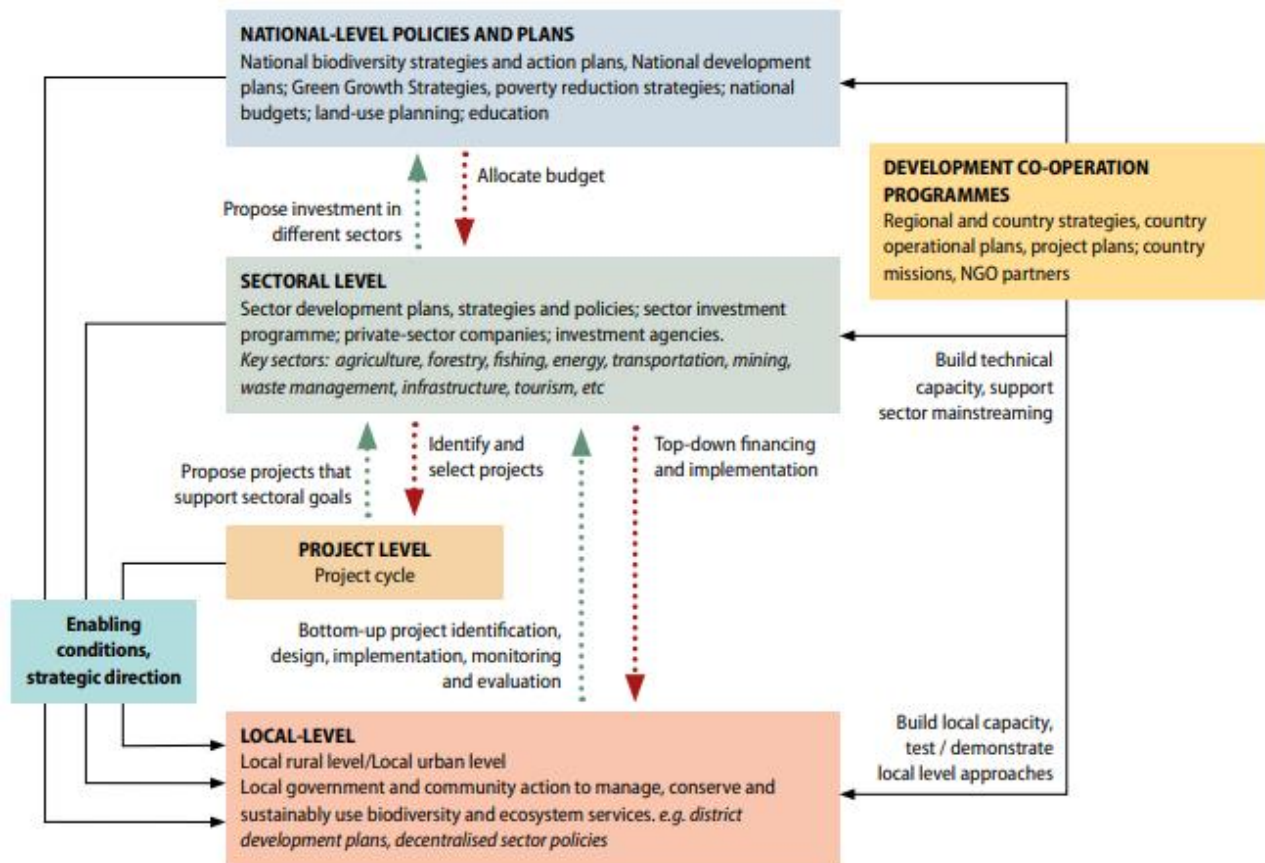 NATIONAL-LEVEL POLICIES AND PLANS
National biodiversity strategies and action plans, National development
plans; Green Growth Strategies, poverty reduction strategies; national
budgets; land-use planning; education
DEVELOPMENT CO-OPERATION
PROGRAMMES
Regional and country strategies, country
operational plans, project plans; country
missions, NGO partners
Allocate budget
Propose investment in
different sectors
SECTORAL LEVEL
Sector development plans, strategies and policies; sector investment
programme; private-sector companies; investment agencies.
Key sectors: agriculture, forestry, fishing, energy, transportation, mining,
waste management, infrastructure, tourism, etc
Build technical
capacity, support
sector mainstreaming
Propose projects that
support sectoral goals
Identify and
select projects
Top-down financing
and implementation
PROJECT LEVEL
Project cycle
Enabling
conditions,
strategic direction
Bottom-up project identification,
design, implementation, monitoring
and evaluation
Build local capacity,
test / demonstrate
local level approaches
LOCAL-LEVEL
Local rural level/Local urban level
Local government and community action to manage, conserve and
sustainably use biodiversity and ecosystem services. e.g. district
development plans, decentralised sector policies